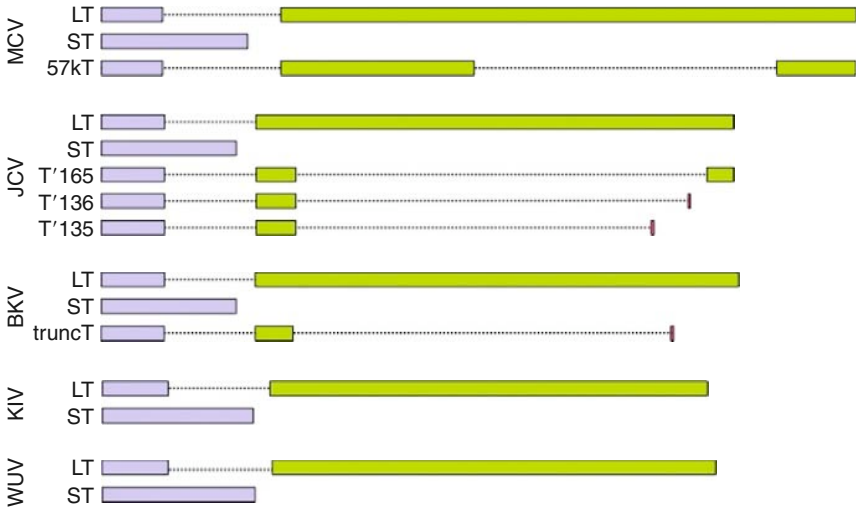 MCV
LT
ST
57kT
JCV
LT
ST
T′165
T′136
T′135
BKV
LT
ST
truncT
KIV
LT
ST
WUV
LT
ST